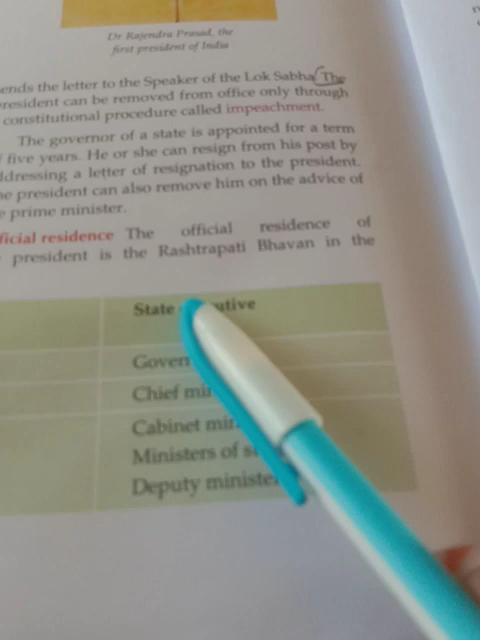 Dr Rajendra Prasad, the
first president of India
ends the letter to the Speaker of the Lok Sabha. The
resident can be removed from office only through
constitutional procedure called impeachment.
The governor of a state is appointed for a term
five years. He or she can resign from his post by
ddressing a letter of resignation to the president.
he president can also remove him on the advice of
e prime minister.
ficial residence The official residence of
president is the Rashtrapati Bhavan in the
State utive
Govern
Chief min
Cabinet min
Ministers of s
Deputy ministe